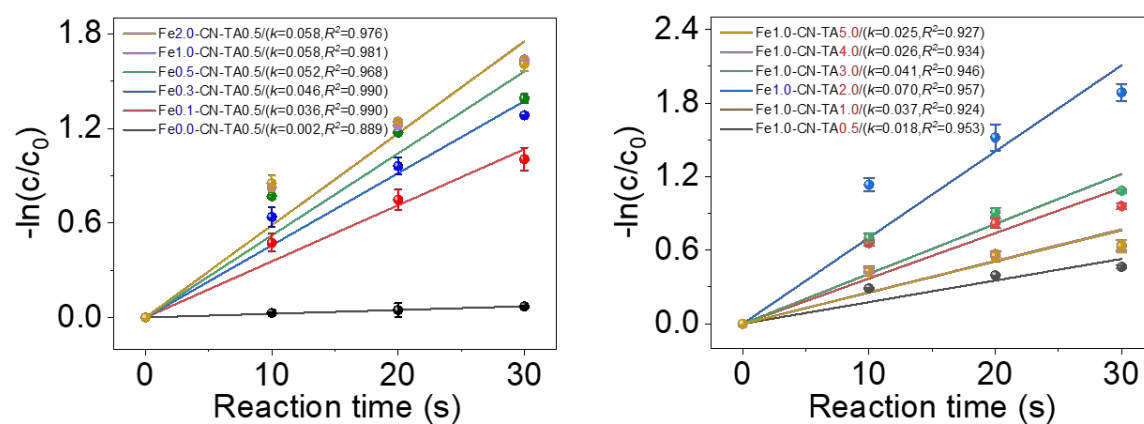 -ln(c/c0)
1.8
1.2
0.6
0.0
Fe2.0-CN-TA0.5/(k=0.058,R²=0.976)
Fe1.0-CN-TA0.5/(k=0.058,R²=0.981)
Fe0.5-CN-TA0.5/(k=0.052,R²=0.968)
Fe0.3-CN-TA0.5/(k=0.046,R²=0.990)
Fe0.1-CN-TA0.5/(k=0.036,R²=0.990)
Fe0.0-CN-TA0.5/(k=0.002,R²=0.889)
0 10 20 30
Reaction time (s)
-ln(c/c0)
2.4
1.8
1.2
0.6
0.0
Fe1.0-CN-TA5.0/(k=0.025,R²=0.927)
Fe1.0-CN-TA4.0/(k=0.026,R²=0.934)
Fe1.0-CN-TA3.0/(k=0.041,R²=0.946)
Fe1.0-CN-TA2.0/(k=0.070,R²=0.957)
Fe1.0-CN-TA1.0/(k=0.037,R²=0.924)
Fe1.0-CN-TA0.5/(k=0.018,R²=0.953)
0 10 20 30
Reaction time (s)